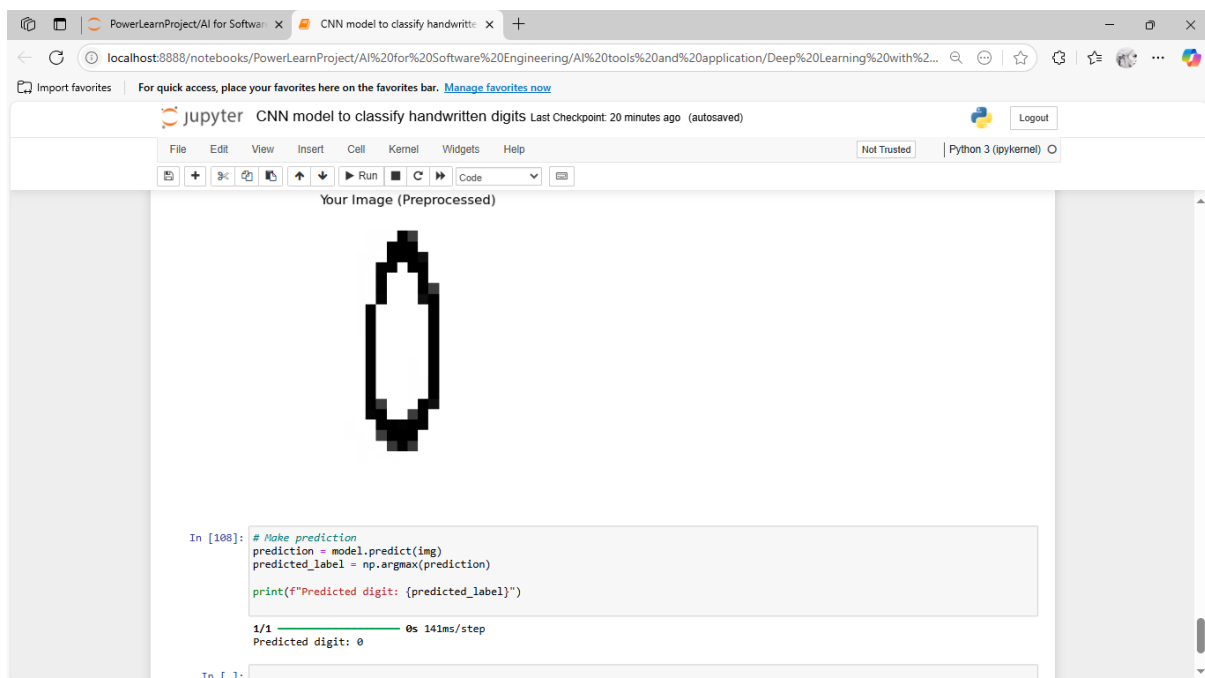 PowerLearnProject/AI for Softwar
CNN model to classify handwritte
localhost:8888/notebooks/PowerLearnProject/AI%20for%20Software%20Engineering/AI%20tools%20and%20application/Deep%20Learning%20with%2...
Import favorites
For quick access, place your favorites here on the favorites bar. Manage favorites now
jupyter CNN model to classify handwritten digits Last Checkpoint: 20 minutes ago (autosaved)
Logout
File Edit View Insert Cell Kernel Widgets Help
Not Trusted
Python 3 (ipykernel)
Run
Code
Your Image (Preprocessed)
In [108]: # Make prediction
prediction = model.predict(img)
predicted_label = np.argmax(prediction)
print(f"Predicted digit: {predicted_label}")
1/1 0s 141ms/step
Predicted digit: 0
In [ ]: